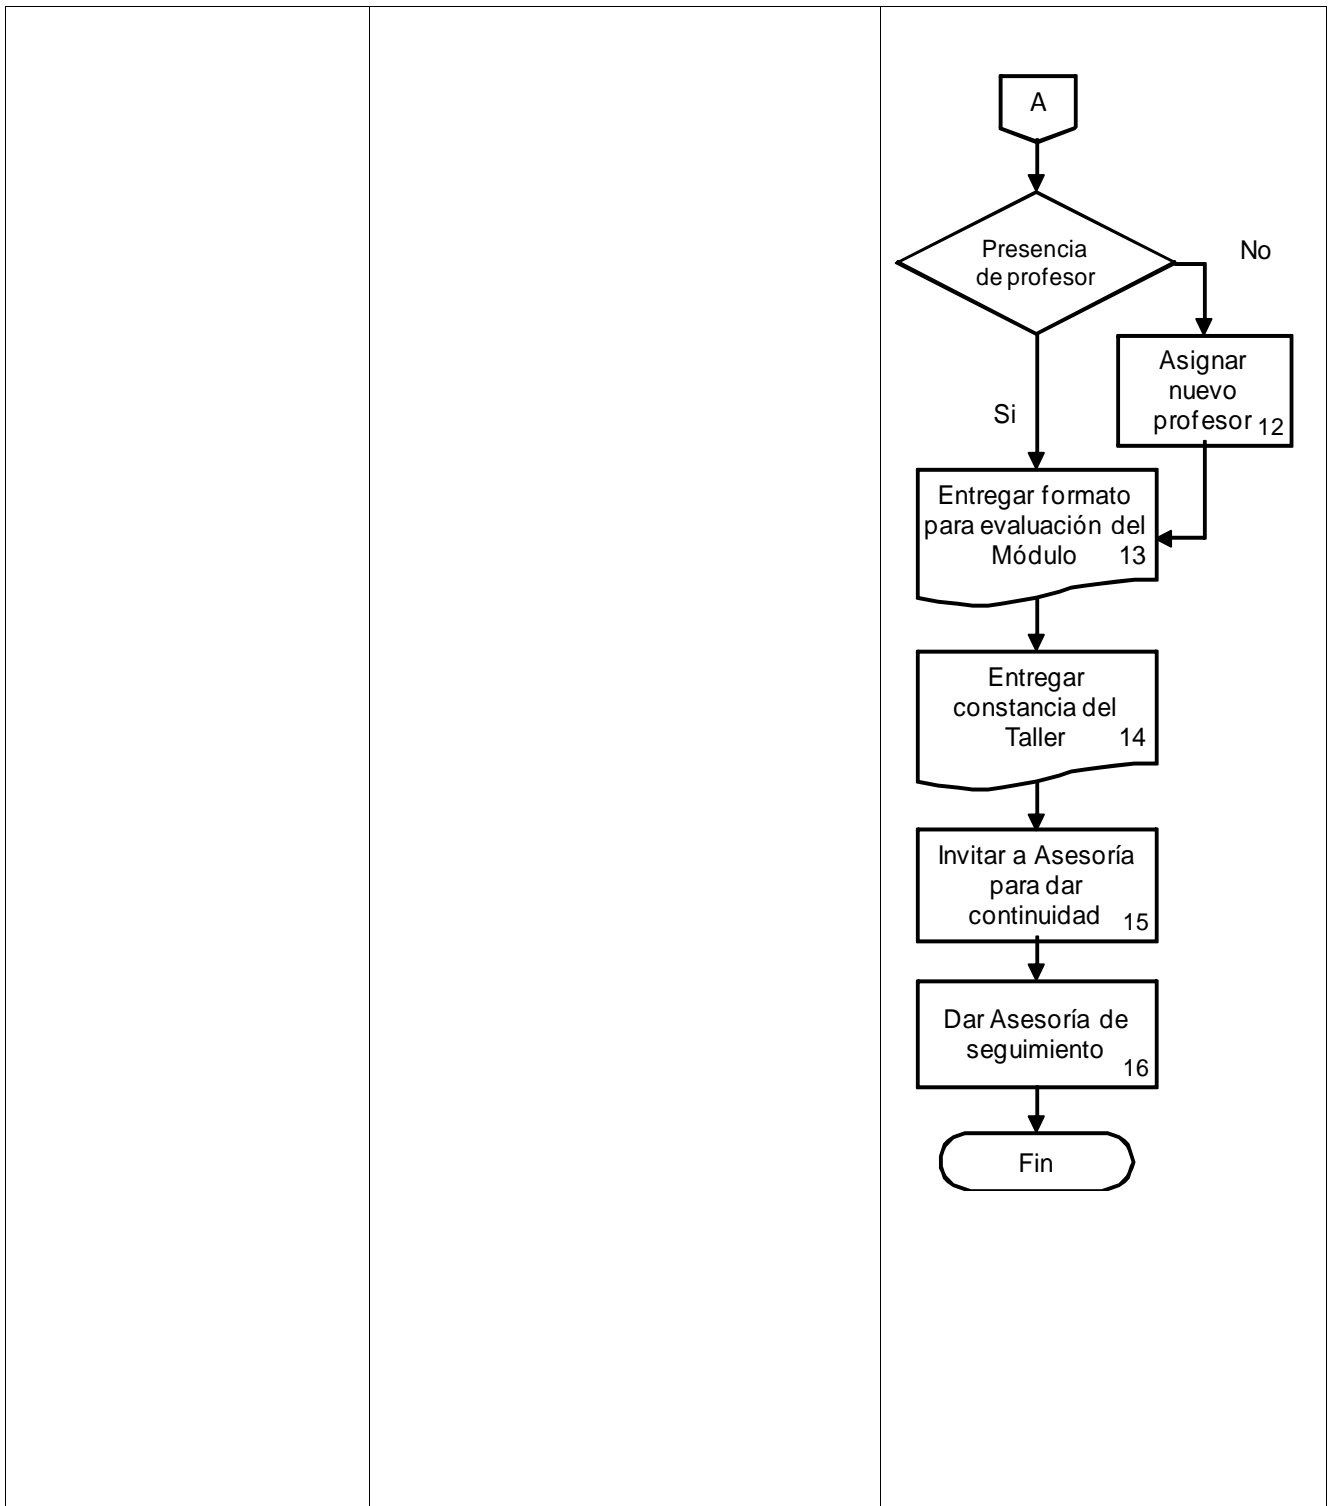 A
Presencia
de profesor
No
Asignar
nuevo
profesor 12
Si
Entregar formato
para evaluación del
Módulo 13
Entregar
constancia del
Taller 14
Invitar a Asesoría
para dar
continuidad 15
Dar Asesoría de
seguimiento
16
Fin